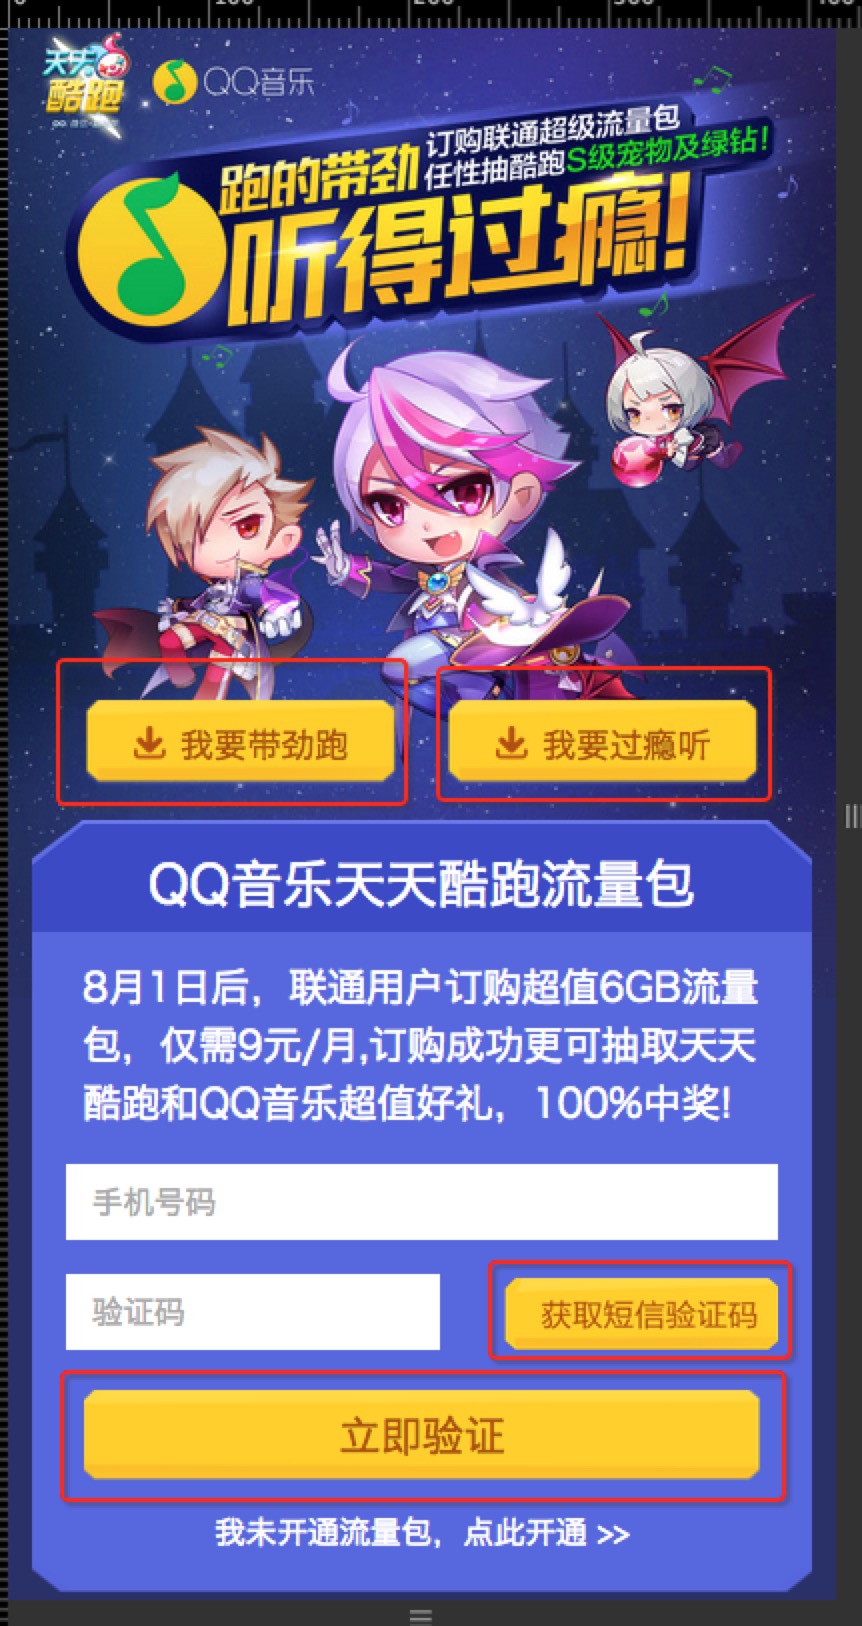 0 100 200 300 400
天天
酷跑
QQ音乐
跑的带劲
订购联通超级流量包
任性抽酷跑S级宠物及绿钻!
听得过瘾!
我要带劲跑
我要过瘾听
QQ音乐天天酷跑流量包
8月1日后，联通用户订购超值6GB流量
包，仅需9元/月,订购成功更可抽取天天
酷跑和QQ音乐超值好礼，100%中奖!
手机号码
验证码
获取短信验证码
立即验证
我未开通流量包，点此开通 >>